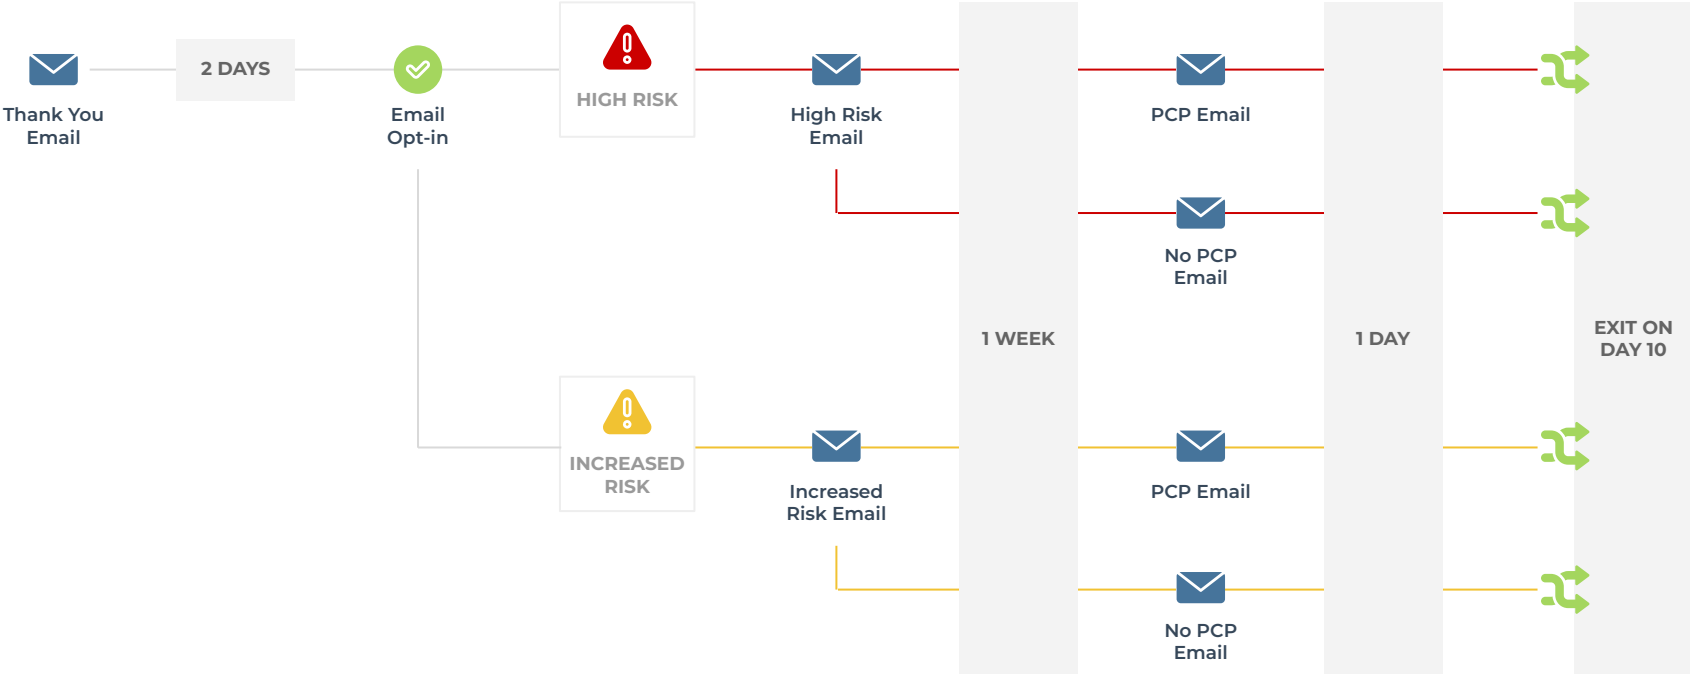 2 DAYS
Thank You
Email
Email
Opt-in
HIGH RISK
High Risk
Email
PCP Email
No PCP
Email
1 WEEK
1 DAY
EXIT ON
DAY 10
INCREASED
RISK
Increased
Risk Email
PCP Email
No PCP
Email